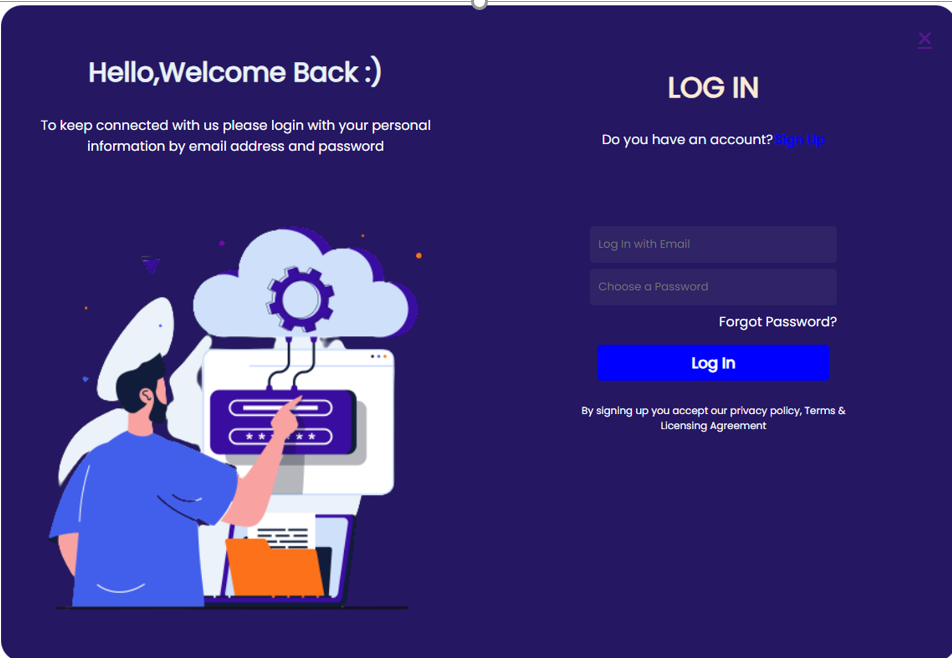 Hello,Welcome Back :)
To keep connected with us please login with your personal
information by email address and password
LOG IN
Do you have an account?Sign Up
Log In with Email
Choose a Password
Forgot Password?
Log In
By signing up you accept our privacy policy, Terms &
Licensing Agreement